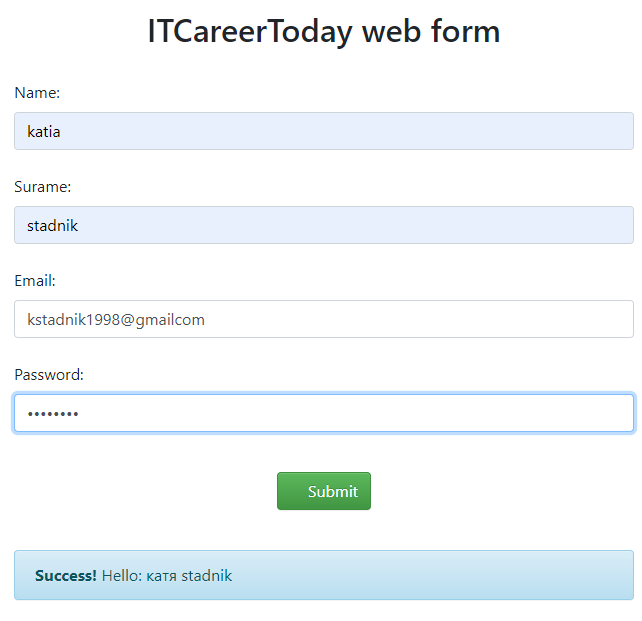 ITCareerToday web form
Name:
katia
Surame:
stadnik
Email:
kstadnik1998@gmailcom
Password:
••••••••
Submit
Success! Hello: катя stadnik